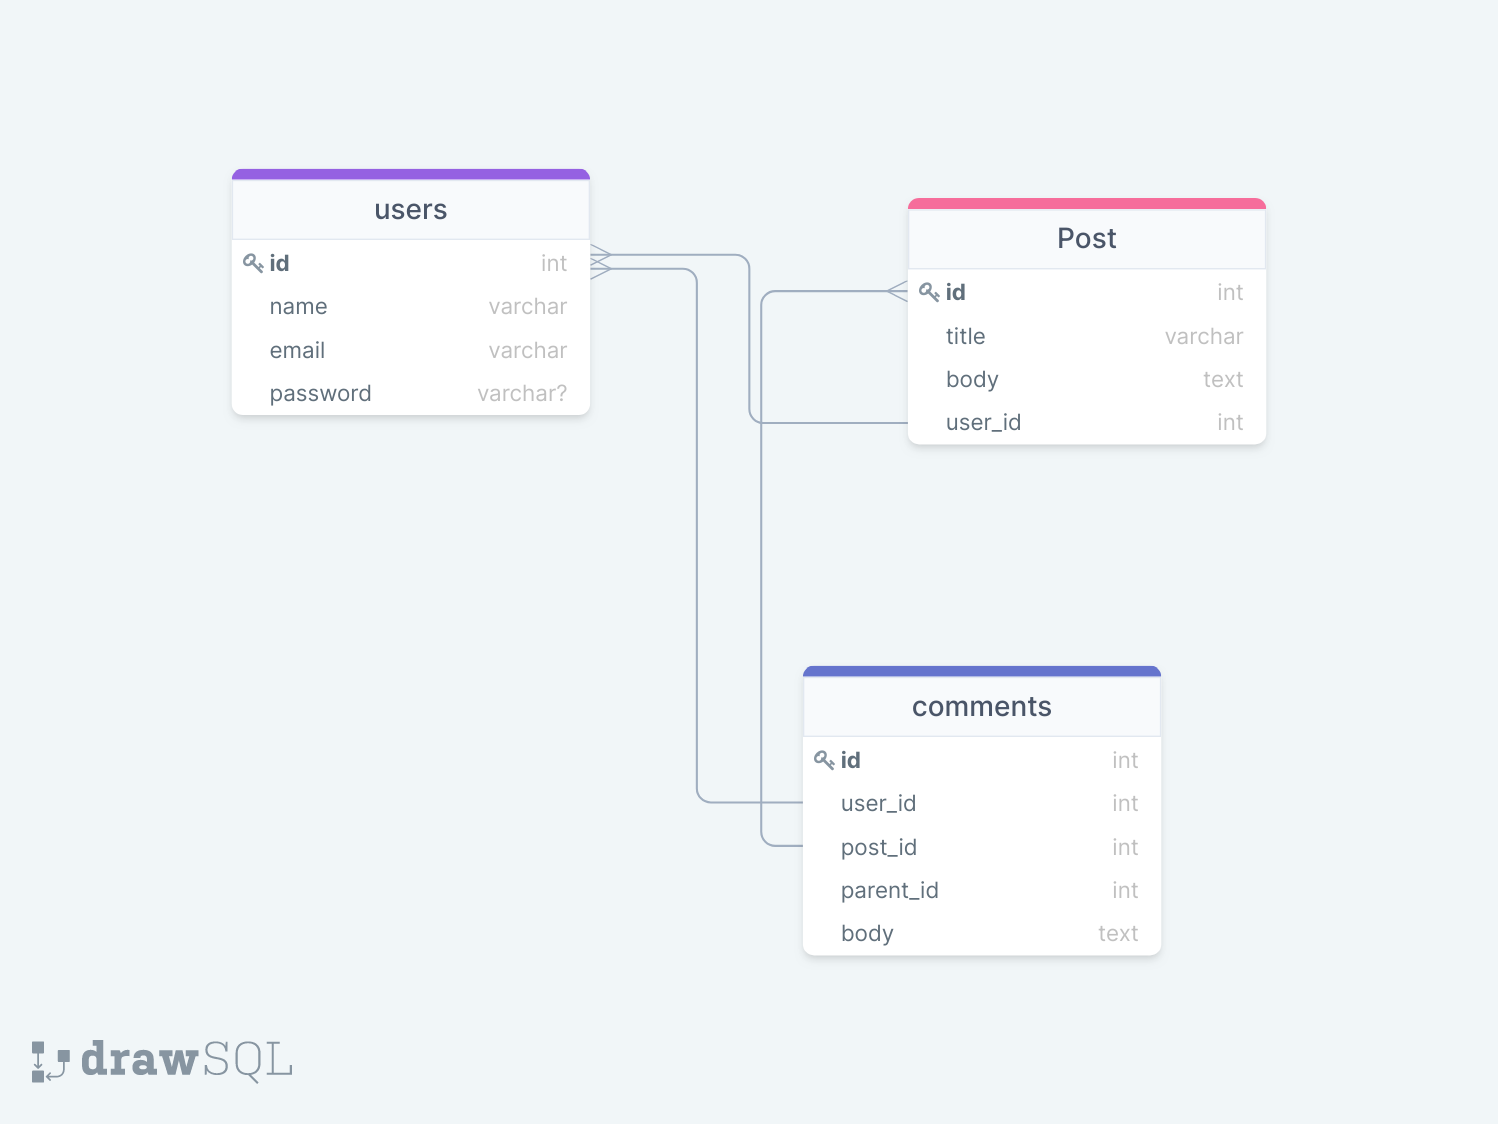 users
id int
name varchar
email varchar
password varchar?
Post
id int
title varchar
body text
user_id int
comments
id int
user_id int
post_id int
parent_id int
body text
drawSQL